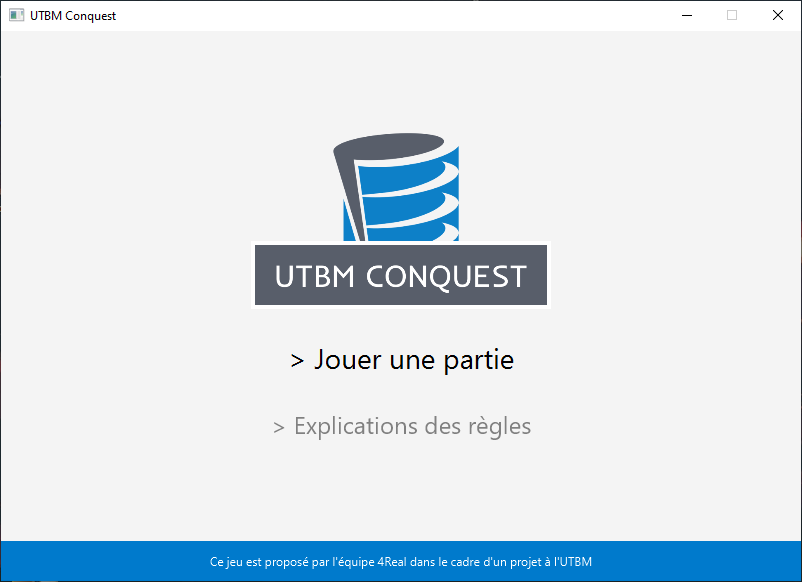 UTBM Conquest
UTBM CONQUEST
> Jouer une partie
> Explications des règles
Ce jeu est proposé par l'équipe 4Real dans le cadre d'un projet à l'UTBM